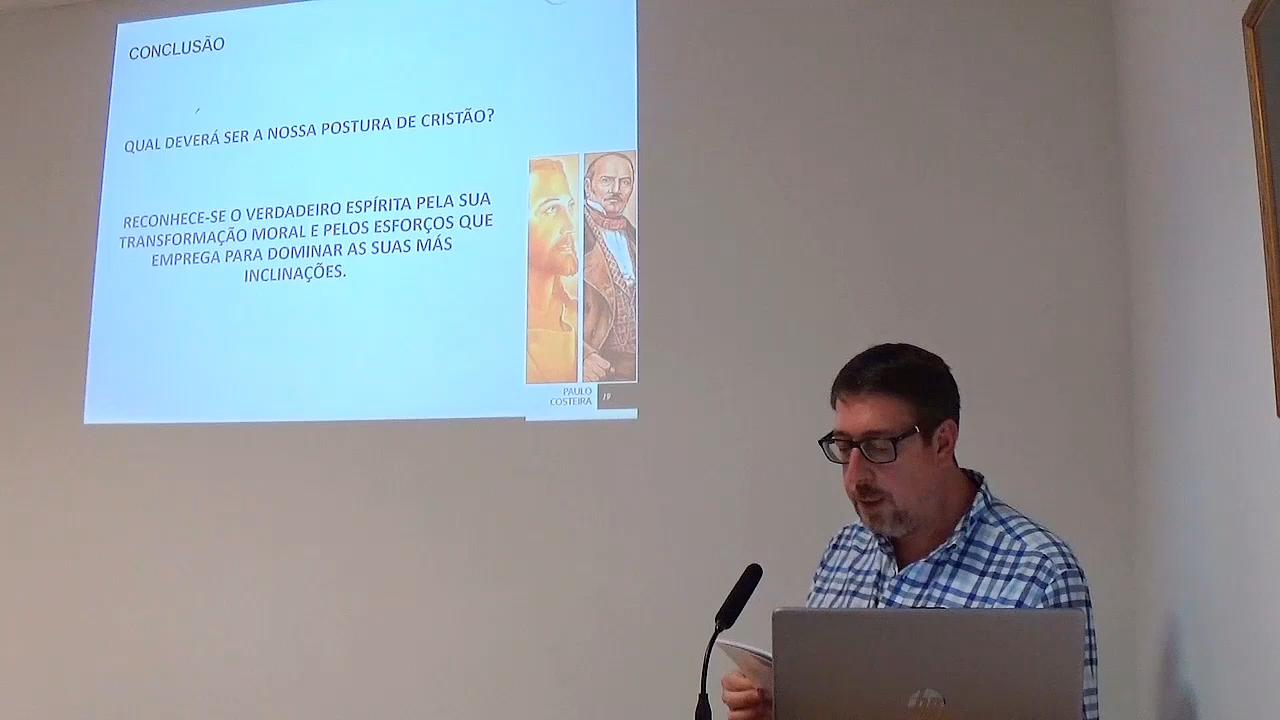 CONCLUSÃO
QUAL DEVERÁ SER A NOSSA POSTURA DE CRISTÃO?
RECONHECE-SE O VERDADEIRO ESPÍRITA PELA SUA
TRANSFORMAÇÃO MORAL E PELOS ESFORÇOS QUE
EMPREGA PARA DOMINAR AS SUAS MÁS
INCLINAÇÕES.
PAULO
COSTEIRA
19
hp